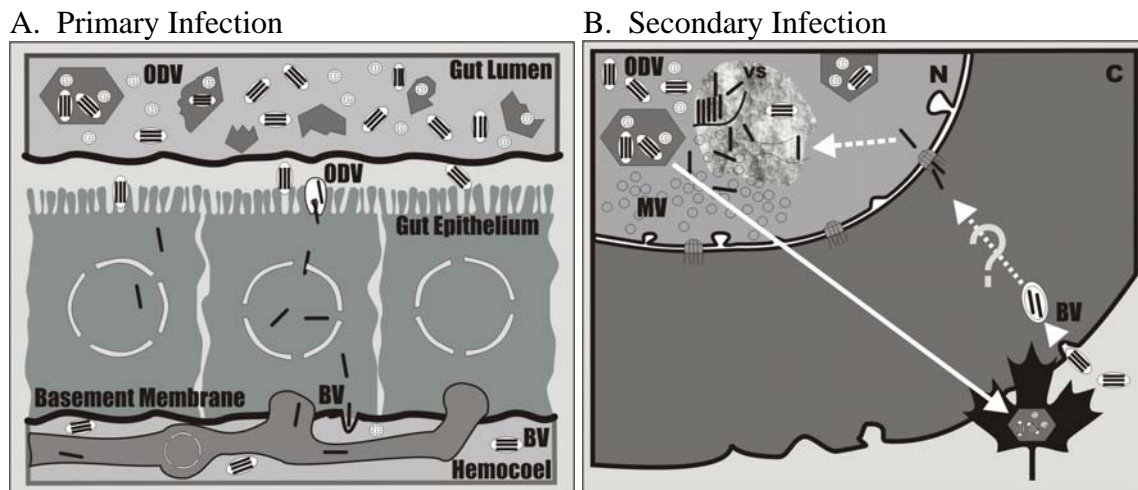 A. Primary Infection
ODV
Gut Lumen
ODV
Gut Epithelium
Basement Membrane
BV
BV
Hemocoel
B. Secondary Infection
ODV
VS
N
C
MV
?
BV